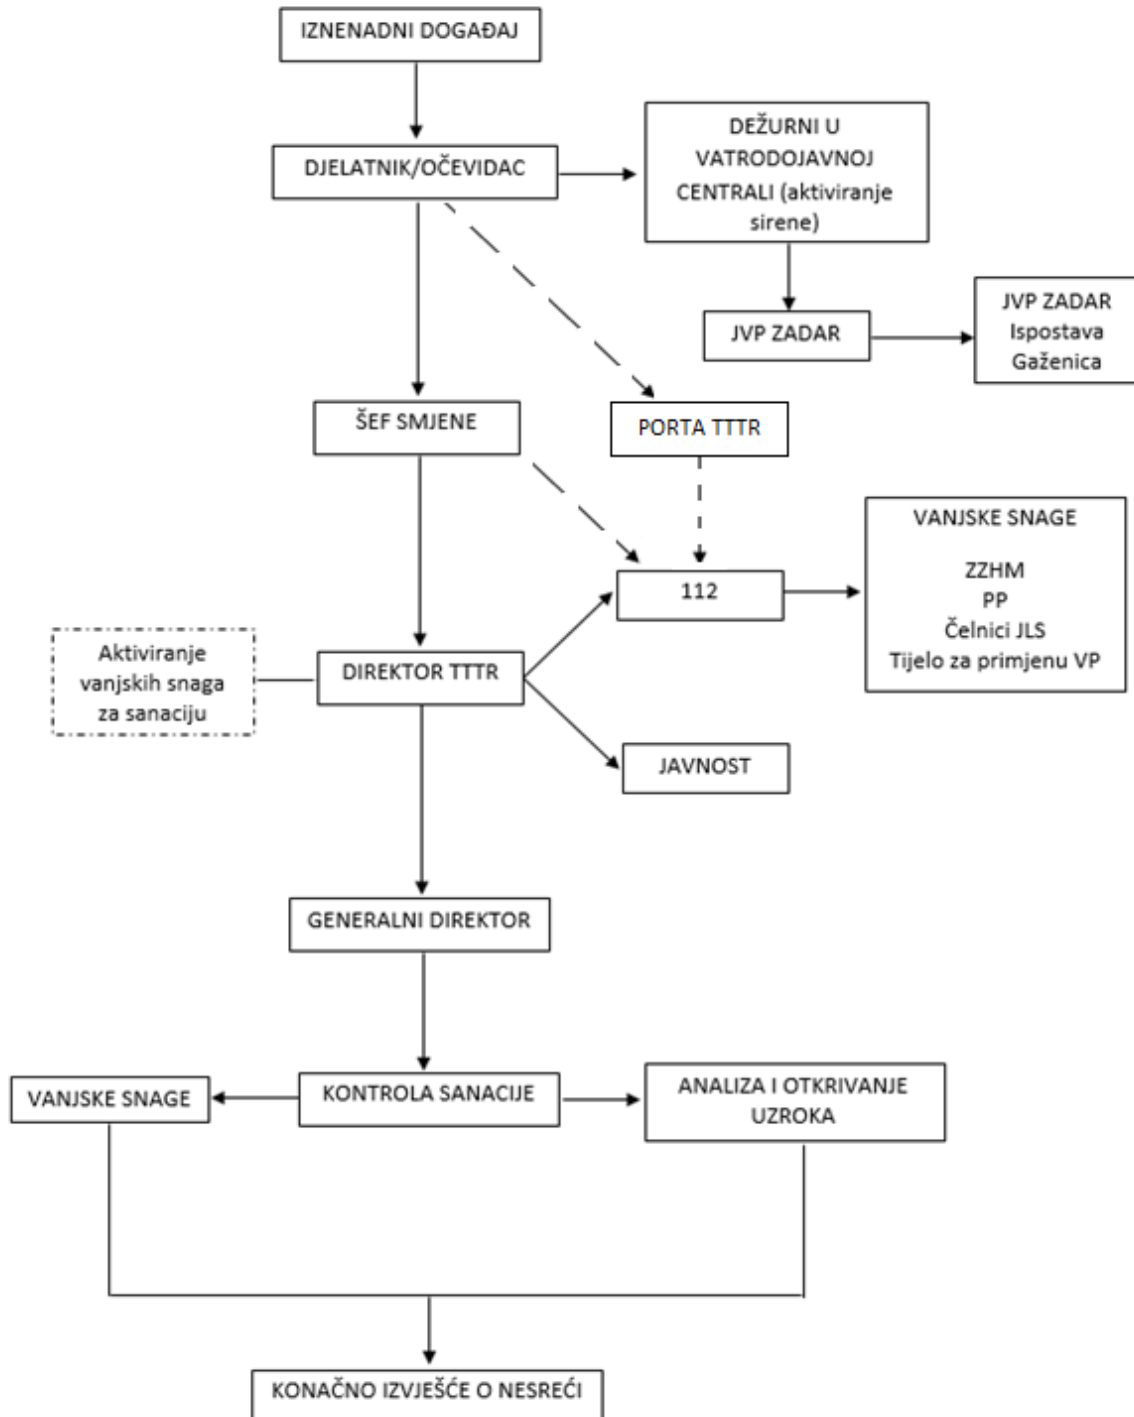 IZNENADNI DOGAĐAJ
DJELATNIK/OČEVIDAC
DEŽURNI U
VATRODOJAVNOJ
CENTRALI (aktiviranje
sirene)
JVP ZADAR
JVP ZADAR
Ispostava
Gaženica
ŠEF SMJENE
PORTA TTTR
112
VANJSKE SNAGE
ZZHM
PP
Čelnici JLS
Tijelo za primjenu VP
Aktiviranje
vanjskih snaga
za sanaciju
DIREKTOR TTTR
JAVNOST
GENERALNI DIREKTOR
VANJSKE SNAGE
KONTROLA SANACIJE
ANALIZA I OTKRIVANJE
UZROKA
KONAČNO IZVJEŠĆE O NESREĆI